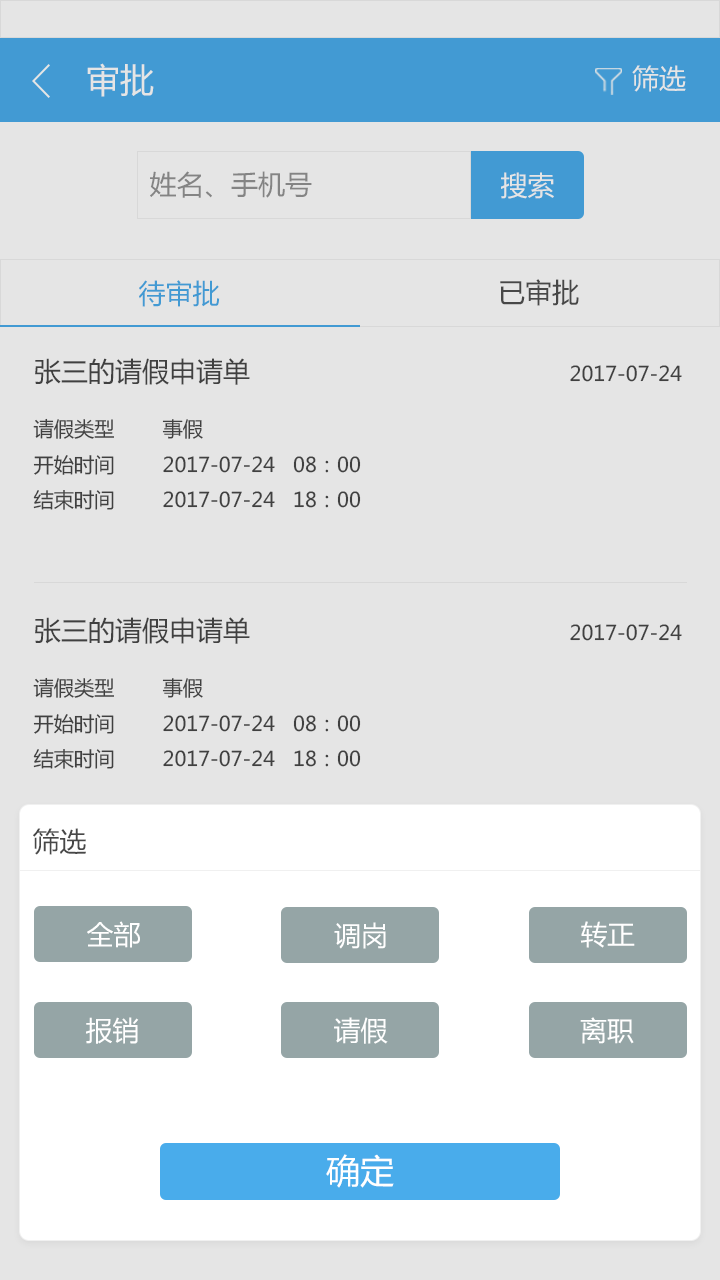 审批 筛选
姓名、手机号 搜索
待审批 已审批
张三的请假申请单 2017-07-24
请假类型 事假
开始时间 2017-07-24 08：00
结束时间 2017-07-24 18：00
张三的请假申请单 2017-07-24
请假类型 事假
开始时间 2017-07-24 08：00
结束时间 2017-07-24 18：00
筛选
全部 调岗 转正
报销 请假 离职
确定